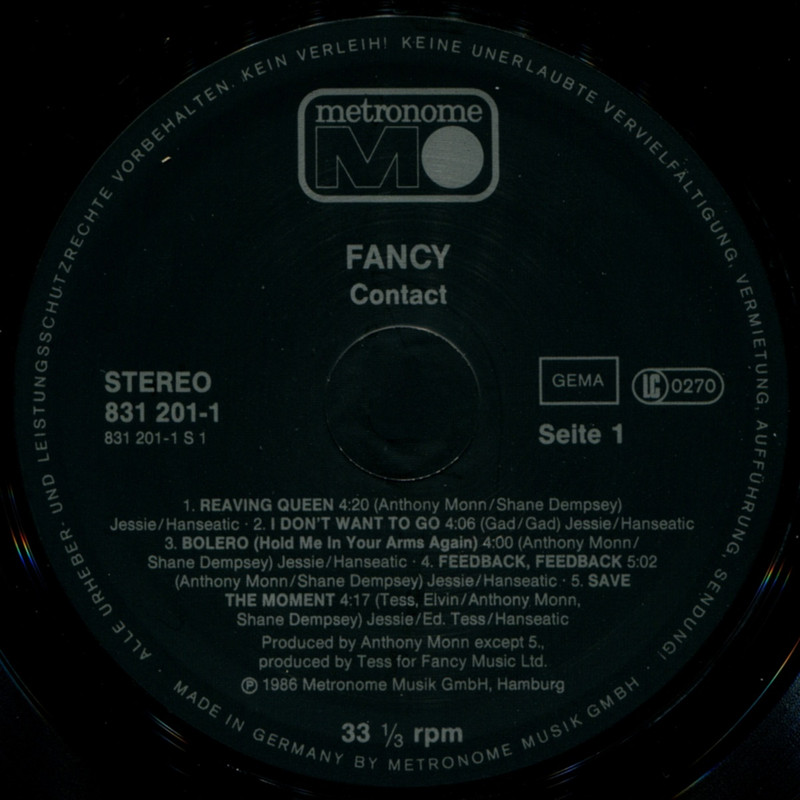 ALLE URHEBER- UND LEISTUNGSSCHUTZRECHTE VORBEHALTEN. KEIN VERLEIH! KEINE UNERLAUBTE VERVIELFÄLTIGUNG, VERMIETUNG, AUFFÜHRUNG, SENDUNG!
metronome
MO
FANCY
Contact
STEREO
831 201-1
831 201-1 S 1
GEMA
LC 0270
Seite 1
1. REAVING QUEEN 4:20 (Anthony Monn/Shane Dempsey)
Jessie/Hanseatic · 2. I DON'T WANT TO GO 4:06 (Gad/Gad) Jessie/Hanseatic
3. BOLERO (Hold Me In Your Arms Again) 4:00 (Anthony Monn/
Shane Dempsey) Jessie/Hanseatic · 4. FEEDBACK, FEEDBACK 5:02
(Anthony Monn/Shane Dempsey) Jessie/Hanseatic · 5. SAVE
THE MOMENT 4:17 (Tess, Elvin/Anthony Monn,
Shane Dempsey) Jessie/Ed. Tess/Hanseatic
Produced by Anthony Monn except 5.,
produced by Tess for Fancy Music Ltd.
℗ 1986 Metronome Musik GmbH, Hamburg
33 ⅓ rpm
· MADE IN GERMANY BY METRONOME MUSIK GMBH ·